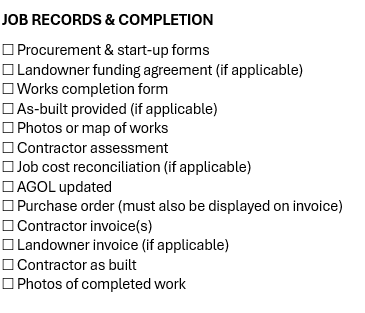 JOB RECORDS & COMPLETION
☐ Procurement & start-up forms
☐ Landowner funding agreement (if applicable)
☐ Works completion form
☐ As-built provided (if applicable)
☐ Photos or map of works
☐ Contractor assessment
☐ Job cost reconciliation (if applicable)
☐ AGOL updated
☐ Purchase order (must also be displayed on invoice)
☐ Contractor invoice(s)
☐ Landowner invoice (if applicable)
☐ Contractor as built
☐ Photos of completed work